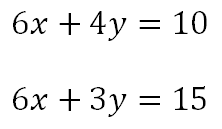 6x + 4y = 10
6x + 3y = 15